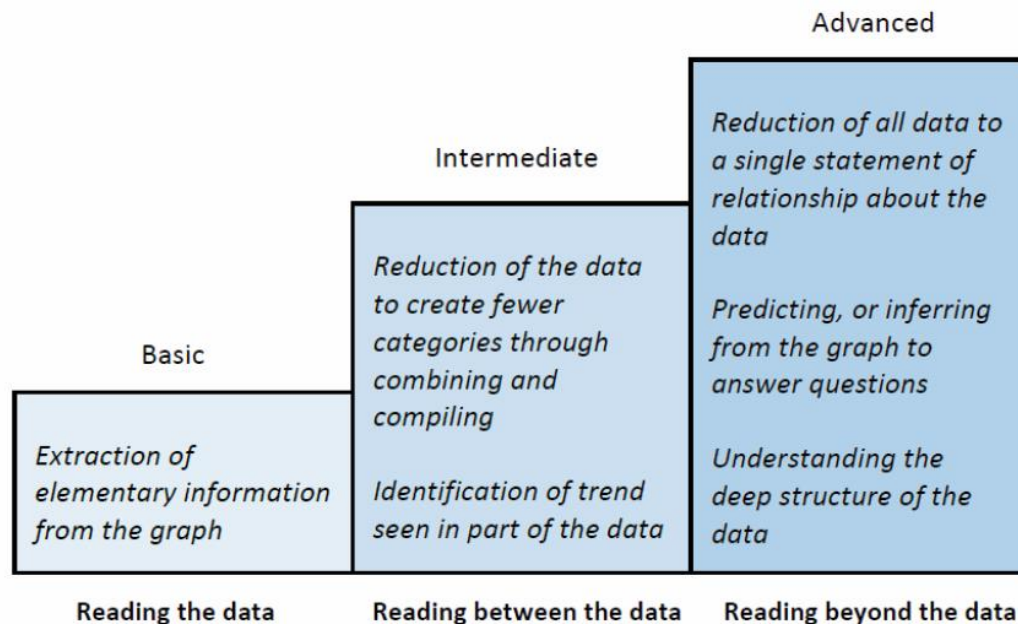 Basic
Extraction of
elementary information
from the graph
Reading the data
Intermediate
Reduction of the data
to create fewer
categories through
combining and
compiling
Identification of trend
seen in part of the data
Reading between the data
Advanced
Reduction of all data to
a single statement of
relationship about the
data
Predicting, or inferring
from the graph to
answer questions
Understanding the
deep structure of the
data
Reading beyond the data